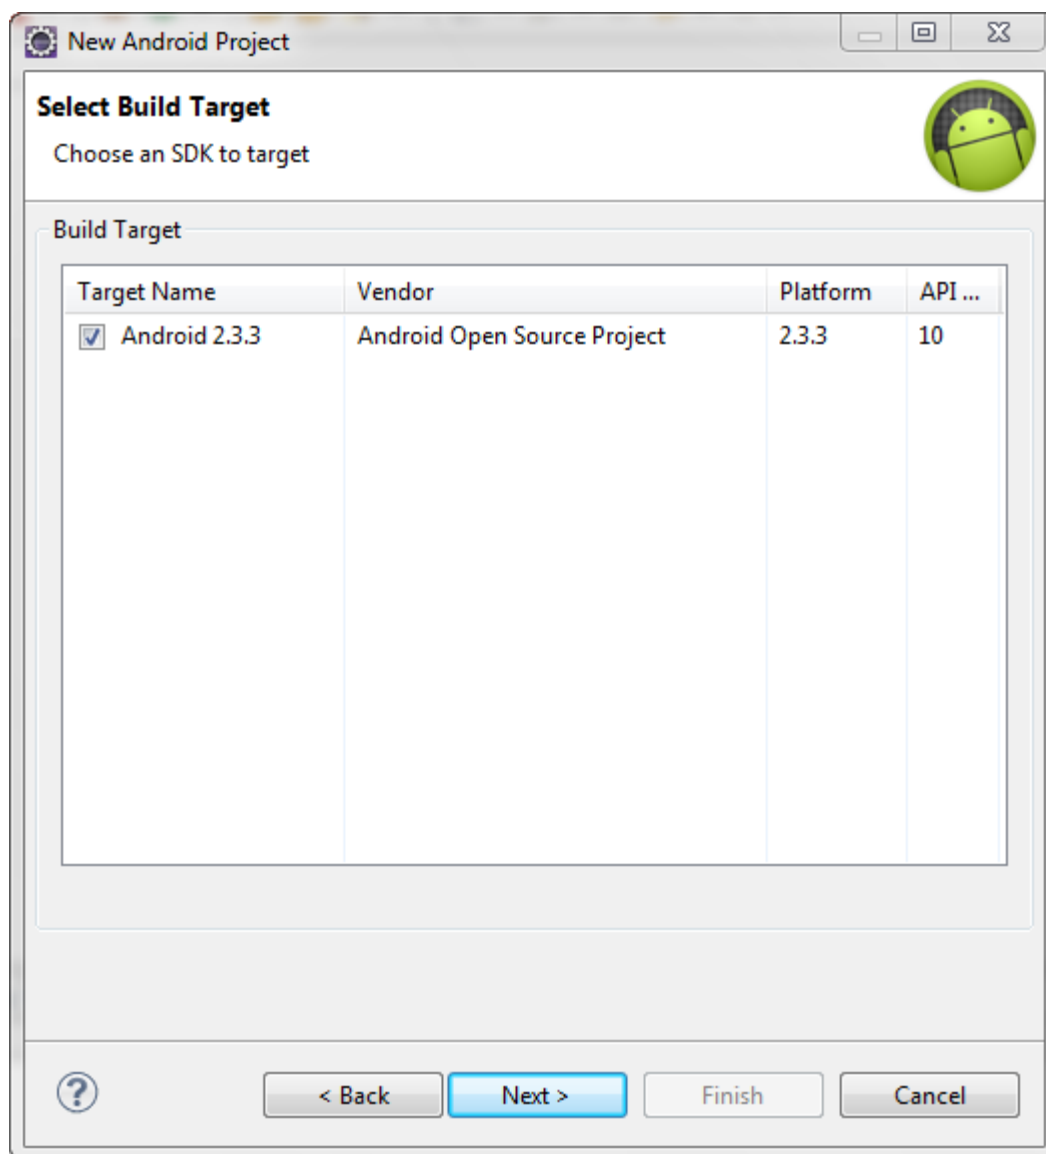 New Android Project
Select Build Target
Choose an SDK to target
Build Target
Target Name Vendor Platform API ...
Android 2.3.3 Android Open Source Project 2.3.3 10
? < Back Next > Finish Cancel